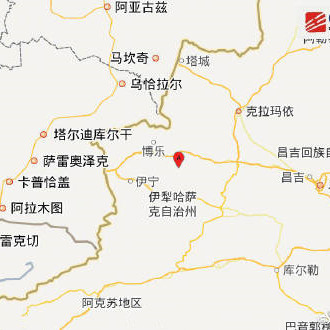 阿亚古兹
阿勒
马坎奇
塔城
乌恰拉尔
克拉玛依
塔尔迪库尔干
博乐
昌吉回族自
萨雷奥泽克
卡普恰盖
伊宁
昌吉
伊犁哈萨
克自治州
阿拉木图
雷克切
库尔勒
阿克苏地区
巴音郭